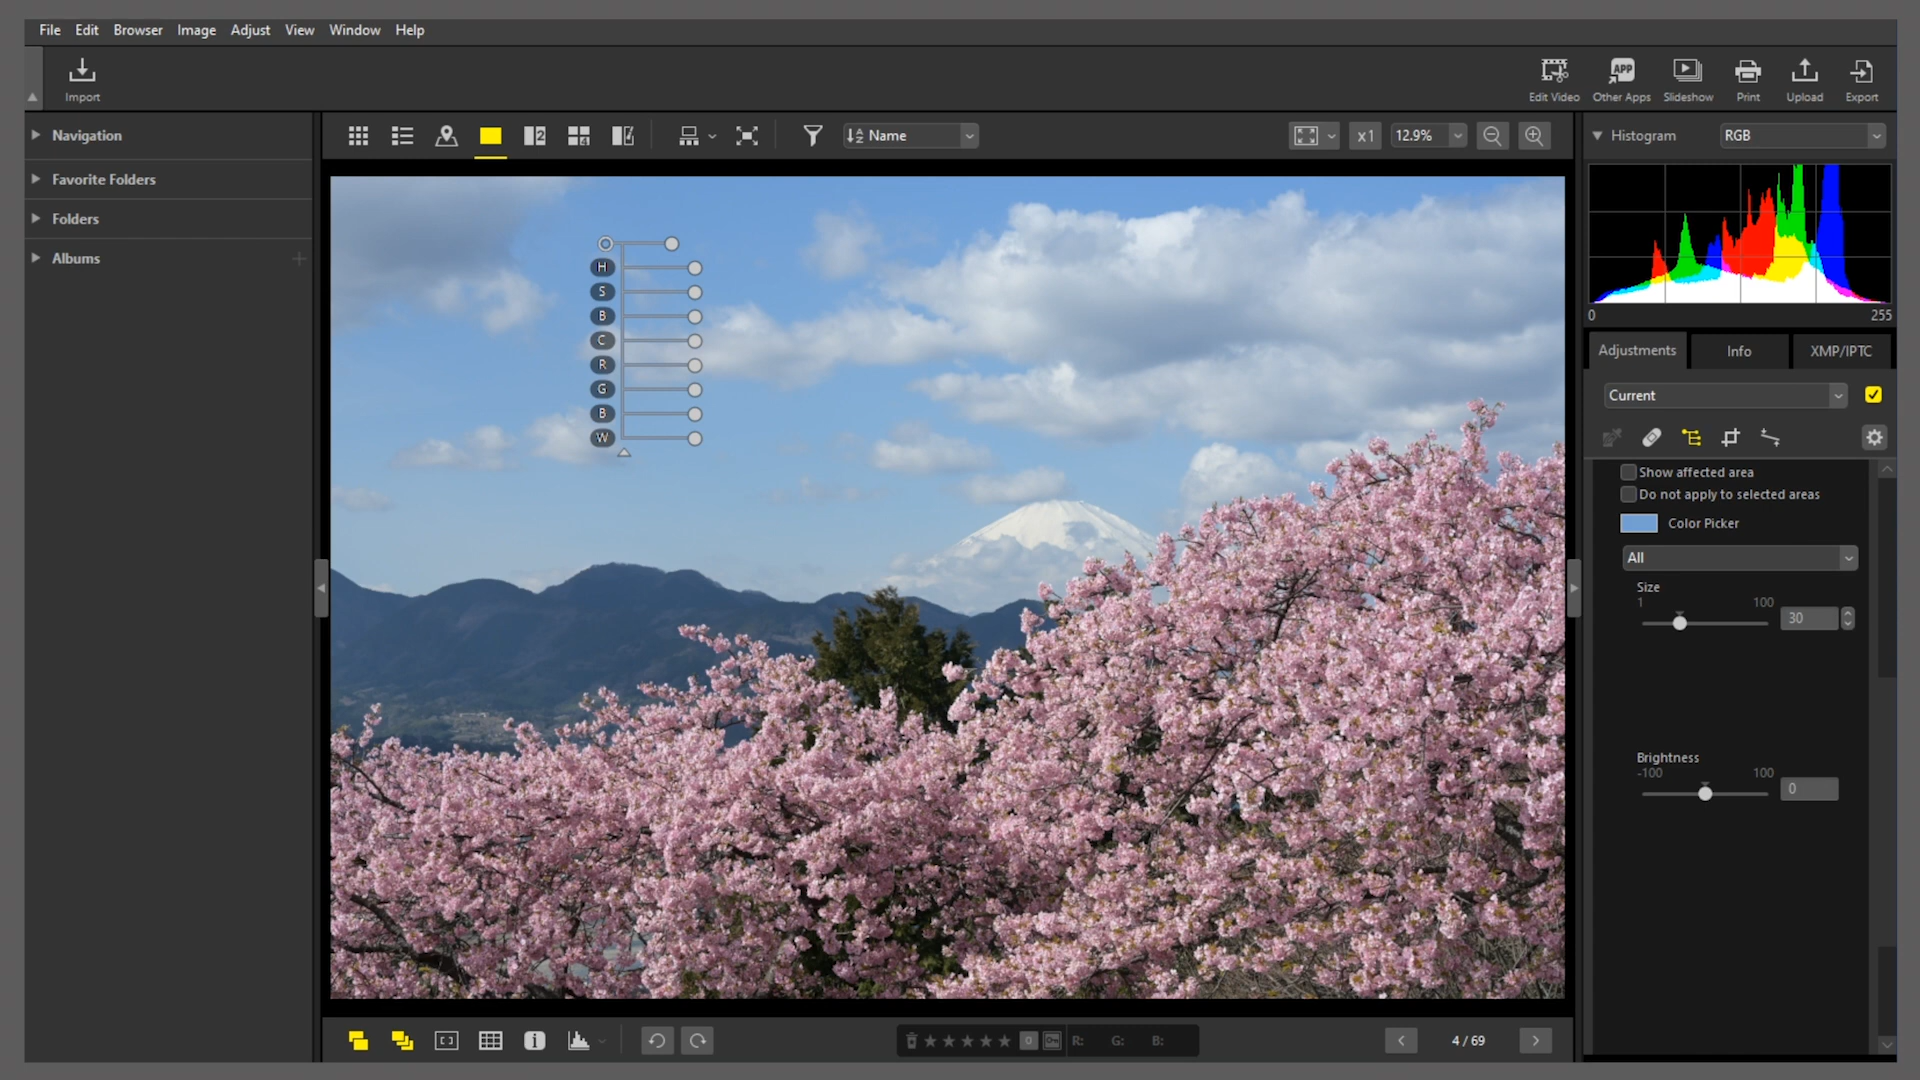 File Edit Browser Image Adjust View Window Help
Import
Edit Video Other Apps Slideshow Print Upload Export
Navigation
Favorite Folders
Folders
Albums
2 4 Name
x1 12.9%
H
S
B
C
R
G
B
W
Histogram RGB
0 255
Adjustments Info XMP/IPTC
Current
Show affected area
Do not apply to selected areas
Color Picker
All
Size
1 100
30
Brightness
-100 100
0
0 R: G: B:
4 / 69